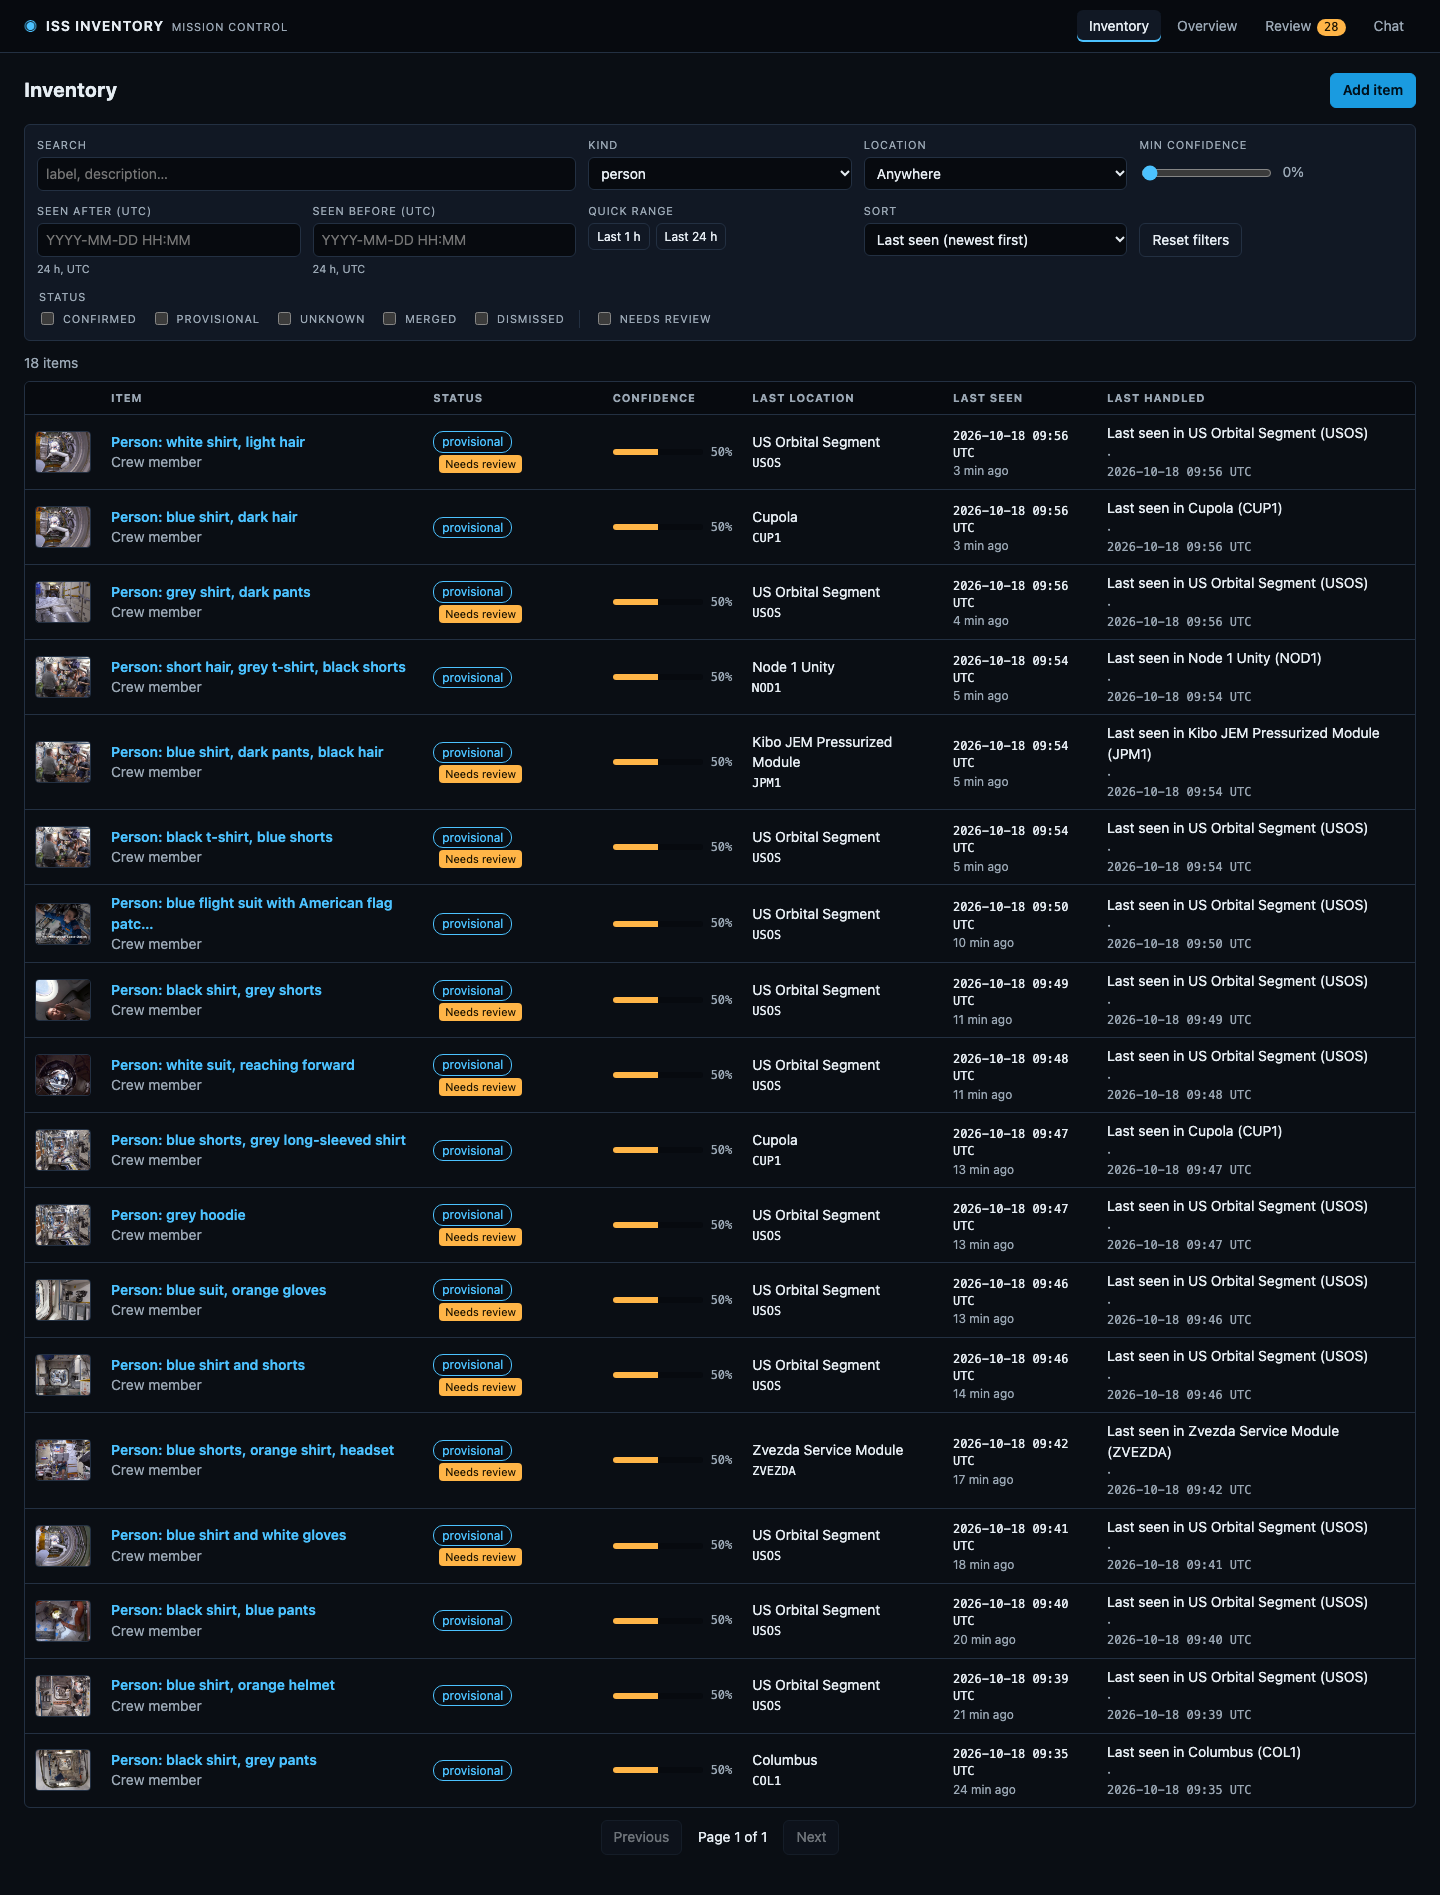 ISS INVENTORY MISSION CONTROL
Inventory
Overview
Review 28
Chat
Inventory
Add item
SEARCH
label, description...
KIND
person
LOCATION
Anywhere
MIN CONFIDENCE
0%
SEEN AFTER (UTC)
YYYY-MM-DD HH:MM
24 h, UTC
SEEN BEFORE (UTC)
YYYY-MM-DD HH:MM
24 h, UTC
QUICK RANGE
Last 1 h
Last 24 h
SORT
Last seen (newest first)
Reset filters
STATUS
CONFIRMED PROVISIONAL UNKNOWN MERGED DISMISSED NEEDS REVIEW
18 items
ITEM STATUS CONFIDENCE LAST LOCATION LAST SEEN LAST HANDLED
Person: white shirt, light hair
Crew member
provisional
Needs review
50%
US Orbital Segment
USOS
2026-10-18 09:56
UTC
3 min ago
Last seen in US Orbital Segment (USOS)
·
2026-10-18 09:56 UTC
Person: blue shirt, dark hair
Crew member
provisional
50%
Cupola
CUP1
2026-10-18 09:56
UTC
3 min ago
Last seen in Cupola (CUP1)
·
2026-10-18 09:56 UTC
Person: grey shirt, dark pants
Crew member
provisional
Needs review
50%
US Orbital Segment
USOS
2026-10-18 09:56
UTC
4 min ago
Last seen in US Orbital Segment (USOS)
·
2026-10-18 09:56 UTC
Person: short hair, grey t-shirt, black shorts
Crew member
provisional
50%
Node 1 Unity
NOD1
2026-10-18 09:54
UTC
5 min ago
Last seen in Node 1 Unity (NOD1)
·
2026-10-18 09:54 UTC
Person: blue shirt, dark pants, black hair
Crew member
provisional
Needs review
50%
Kibo JEM Pressurized
Module
JPM1
2026-10-18 09:54
UTC
5 min ago
Last seen in Kibo JEM Pressurized Module
(JPM1)
·
2026-10-18 09:54 UTC
Person: black t-shirt, blue shorts
Crew member
provisional
Needs review
50%
US Orbital Segment
USOS
2026-10-18 09:54
UTC
5 min ago
Last seen in US Orbital Segment (USOS)
·
2026-10-18 09:54 UTC
Person: blue flight suit with American flag
patc...
Crew member
provisional
50%
US Orbital Segment
USOS
2026-10-18 09:50
UTC
10 min ago
Last seen in US Orbital Segment (USOS)
·
2026-10-18 09:50 UTC
Person: black shirt, grey shorts
Crew member
provisional
Needs review
50%
US Orbital Segment
USOS
2026-10-18 09:49
UTC
11 min ago
Last seen in US Orbital Segment (USOS)
·
2026-10-18 09:49 UTC
Person: white suit, reaching forward
Crew member
provisional
Needs review
50%
US Orbital Segment
USOS
2026-10-18 09:48
UTC
11 min ago
Last seen in US Orbital Segment (USOS)
·
2026-10-18 09:48 UTC
Person: blue shorts, grey long-sleeved shirt
Crew member
provisional
50%
Cupola
CUP1
2026-10-18 09:47
UTC
13 min ago
Last seen in Cupola (CUP1)
·
2026-10-18 09:47 UTC
Person: grey hoodie
Crew member
provisional
Needs review
50%
US Orbital Segment
USOS
2026-10-18 09:47
UTC
13 min ago
Last seen in US Orbital Segment (USOS)
·
2026-10-18 09:47 UTC
Person: blue suit, orange gloves
Crew member
provisional
Needs review
50%
US Orbital Segment
USOS
2026-10-18 09:46
UTC
13 min ago
Last seen in US Orbital Segment (USOS)
·
2026-10-18 09:46 UTC
Person: blue shirt and shorts
Crew member
provisional
Needs review
50%
US Orbital Segment
USOS
2026-10-18 09:46
UTC
14 min ago
Last seen in US Orbital Segment (USOS)
·
2026-10-18 09:46 UTC
Person: blue shorts, orange shirt, headset
Crew member
provisional
Needs review
50%
Zvezda Service Module
ZVEZDA
2026-10-18 09:42
UTC
17 min ago
Last seen in Zvezda Service Module
(ZVEZDA)
·
2026-10-18 09:42 UTC
Person: blue shirt and white gloves
Crew member
provisional
Needs review
50%
US Orbital Segment
USOS
2026-10-18 09:41
UTC
18 min ago
Last seen in US Orbital Segment (USOS)
·
2026-10-18 09:41 UTC
Person: black shirt, blue pants
Crew member
provisional
50%
US Orbital Segment
USOS
2026-10-18 09:40
UTC
20 min ago
Last seen in US Orbital Segment (USOS)
·
2026-10-18 09:40 UTC
Person: blue shirt, orange helmet
Crew member
provisional
50%
US Orbital Segment
USOS
2026-10-18 09:39
UTC
21 min ago
Last seen in US Orbital Segment (USOS)
·
2026-10-18 09:39 UTC
Person: black shirt, grey pants
Crew member
provisional
50%
Columbus
COL1
2026-10-18 09:35
UTC
24 min ago
Last seen in Columbus (COL1)
·
2026-10-18 09:35 UTC
Previous
Page 1 of 1
Next